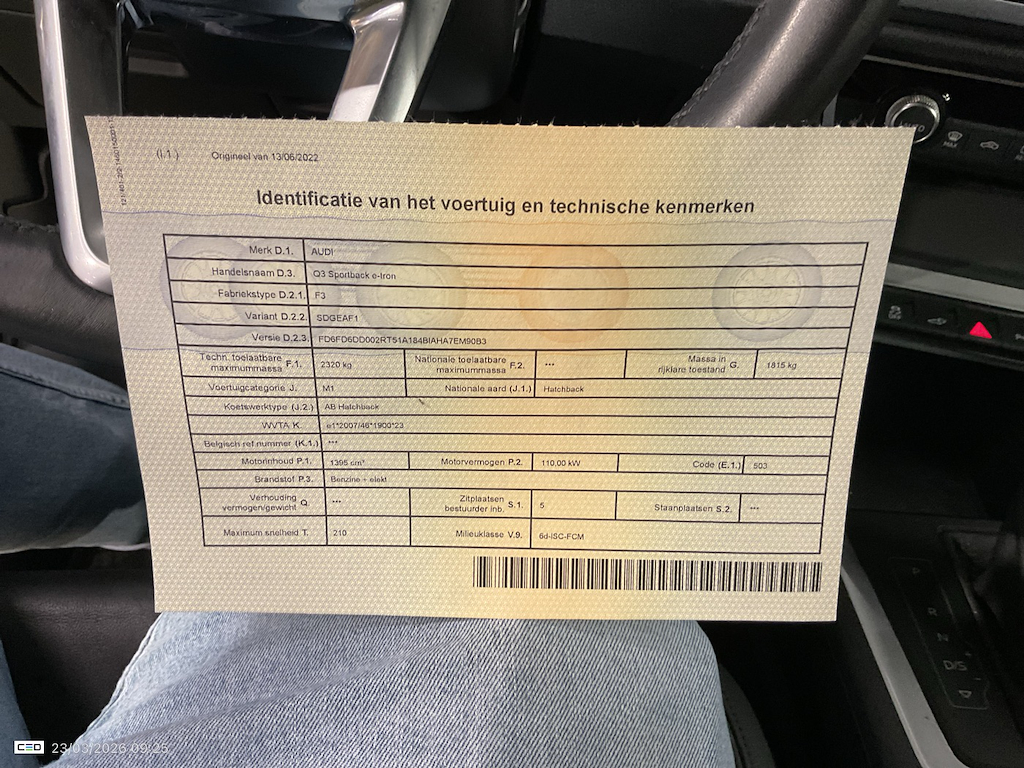 (I.1.) Origineel van 13/06/2022
Identificatie van het voertuig en technische kenmerken
Merk D.1. AUDI
Handelsnaam D.3. Q3 Sportback e-tron
Fabriekstype D.2.1. F3
Variant D.2.2. SDGEAF1
Versie D.2.3. FD6FD6DD002RT51A184BIAHA7EM90B3
Techn. toelaatbare maximummassa F.1. 2320 kg Nationale toelaatbare maximummassa F.2. *** Massa in rijklare toestand G. 1815 kg
Voertuigcategorie J. M1 Nationale aard (J.1.) Hatchback
Koetswerktype (J.2.) AB Hatchback
WVTA K. e1*2007/46*1900*23
Belgisch ref.nummer (K.1.) ***
Motorinhoud P.1. 1395 cm³ Motorvermogen P.2. 110.00 kW Code (E.1.) 503
Brandstof P.3. Benzine + elekt
Verhouding vermogen/gewicht Q. *** Zitplaatsen bestuurder inb. S.1. 5 Staanplaatsen S.2. ***
Maximum snelheid T. 210 Milieuklasse V.9. 6d-ISC-FCM
P
R
N
D/S
CEO 23/03/2026 09:25